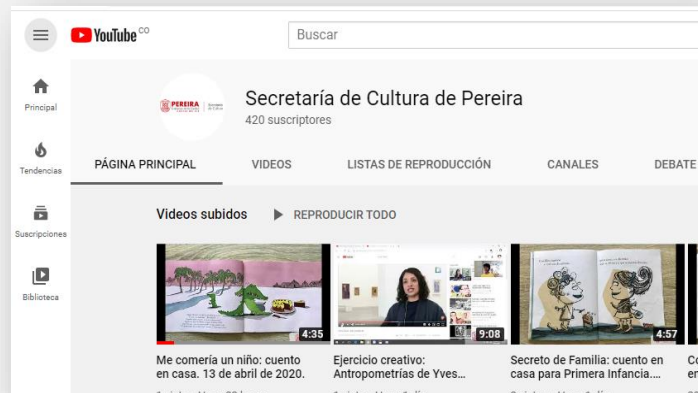 YouTube CO
Buscar
Principal
Tendencias
Suscripciones
Biblioteca
PEREIRA
Secretaría de Cultura de Pereira
420 suscriptores
PÁGINA PRINCIPAL VIDEOS LISTAS DE REPRODUCCIÓN CANALES DEBATE
Videos subidos REPRODUCIR TODO
4:35 9:08 4:57
Me comería un niño: cuento
en casa. 13 de abril de 2020.
Ejercicio creativo:
Antropometrías de Yves...
Secreto de Familia: cuento en
casa para Primera Infancia....